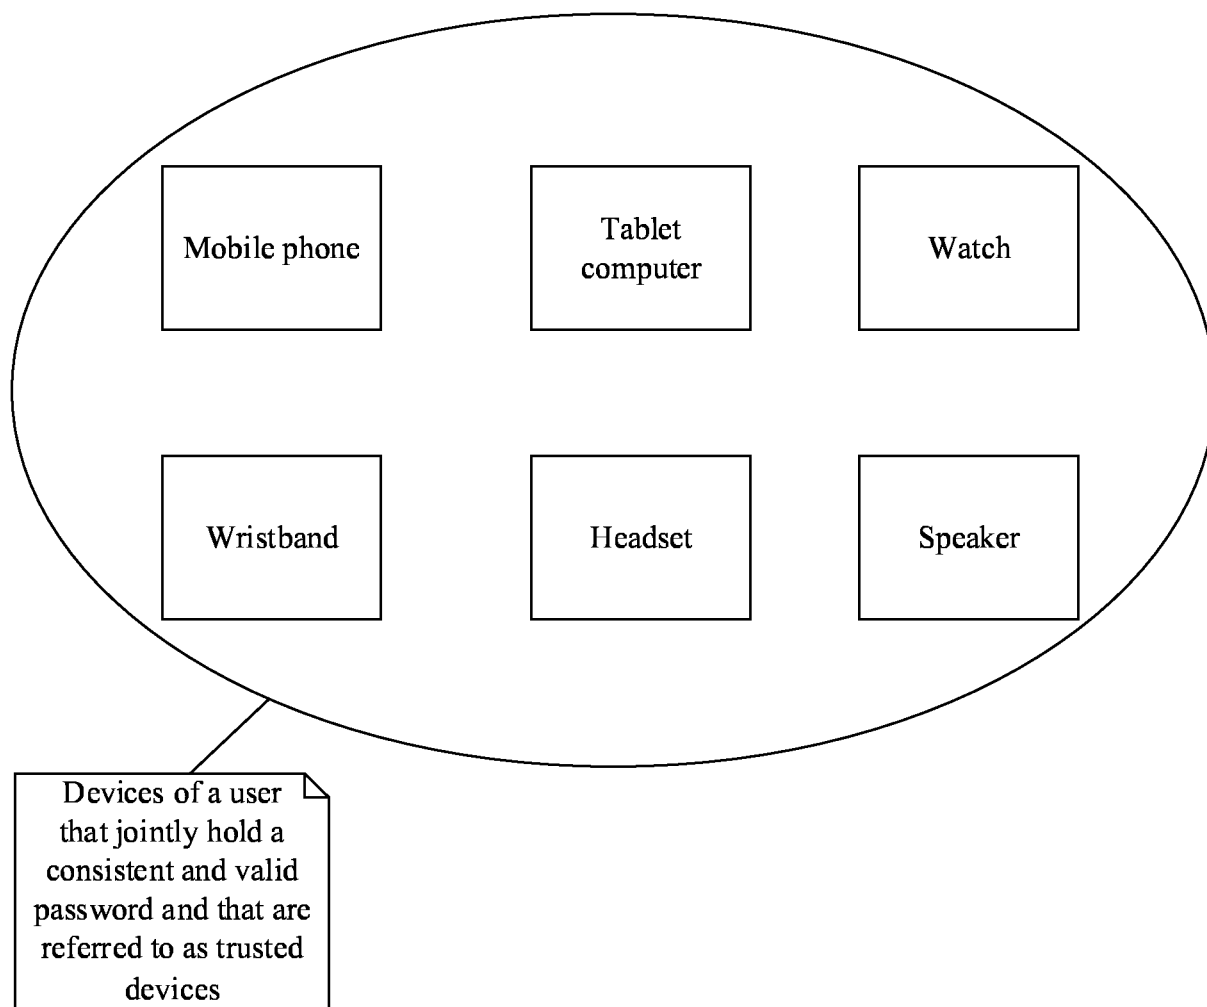 Mobile phone
Tablet
computer
Watch
Wristband
Headset
Speaker
Devices of a user
that jointly hold a
consistent and valid
password and that are
referred to as trusted
devices